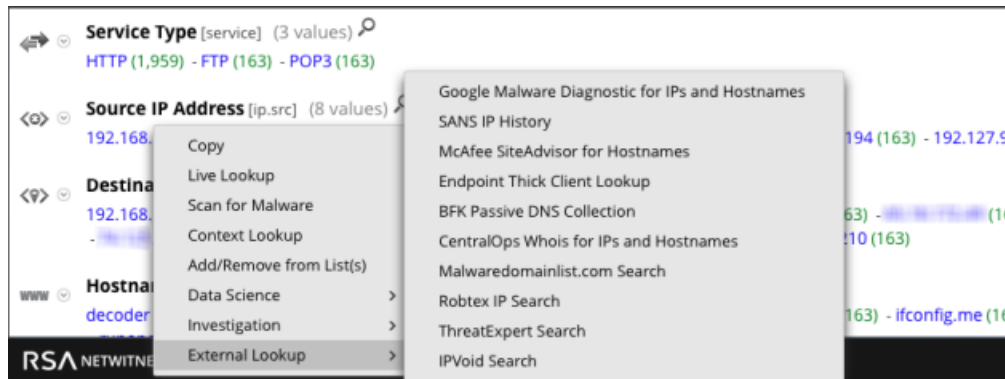 Service Type [service] (3 values)
HTTP (1,959) - FTP (163) - POP3 (163)
Source IP Address [ip.src] (8 values)
192.168.
194 (163) - 192.127.9
Destina
192.168.
63) -
(1
-
10 (163)
www
Hostna
decoder
163) - ifconfig.me (16
RSA NETWITNE
Copy
Live Lookup
Scan for Malware
Context Lookup
Add/Remove from List(s)
Data Science
Investigation
External Lookup
Google Malware Diagnostic for IPs and Hostnames
SANS IP History
McAfee SiteAdvisor for Hostnames
Endpoint Thick Client Lookup
BFK Passive DNS Collection
CentralOps Whois for IPs and Hostnames
Malwaredomainlist.com Search
Robtex IP Search
ThreatExpert Search
IPVoid Search